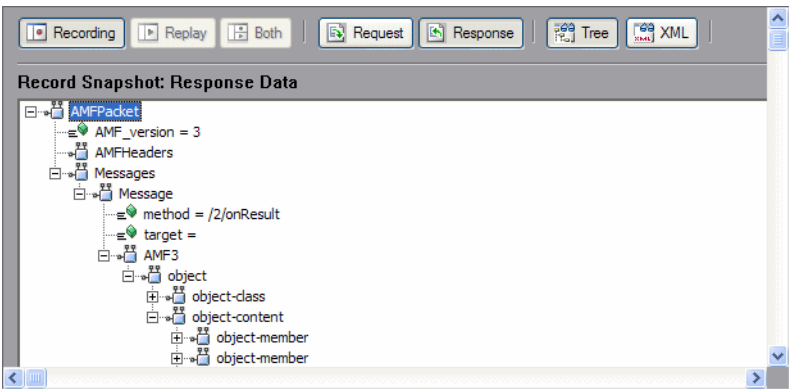 Recording Replay Both Request Response Tree XML
Record Snapshot: Response Data
AMFPacket
AMF_version = 3
AMFHeaders
Messages
Message
method = /2/onResult
target =
AMF3
object
object-class
object-content
object-member
object-member